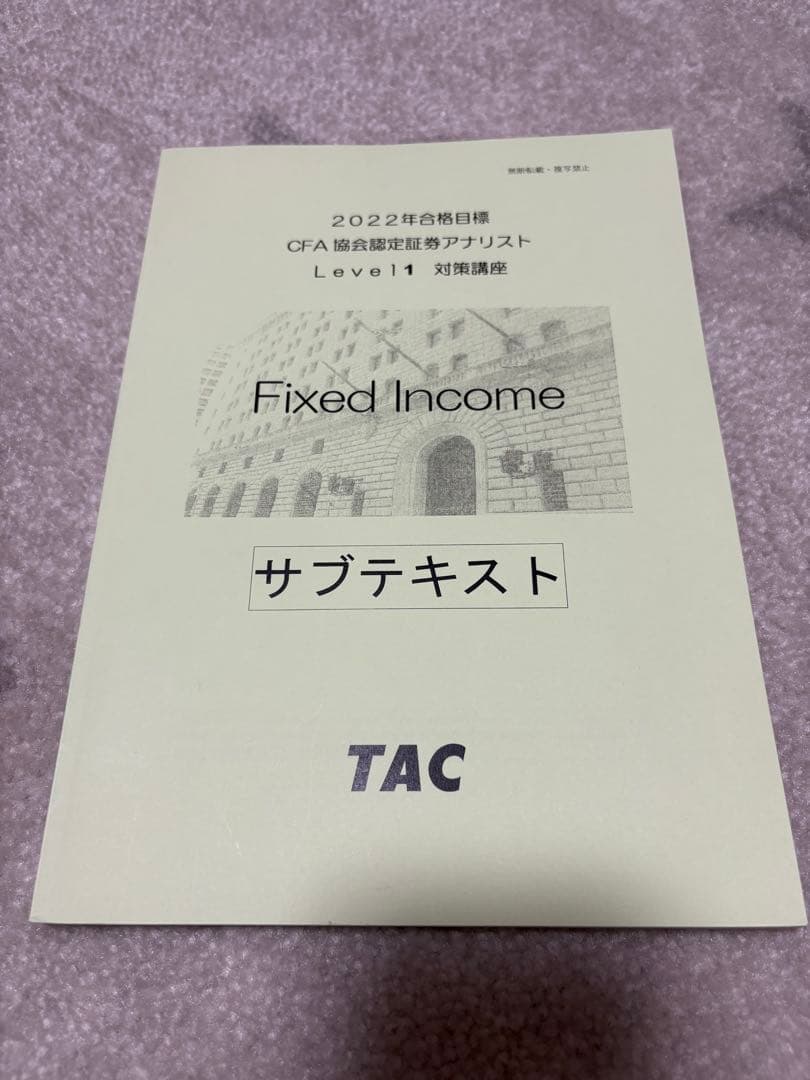 無断転載・複写禁止
２０２２年合格目標
CFA 協会認定証券アナリスト
Ｌｅｖｅｌ１　対策講座
Fixed Income
サブテキスト
TAC